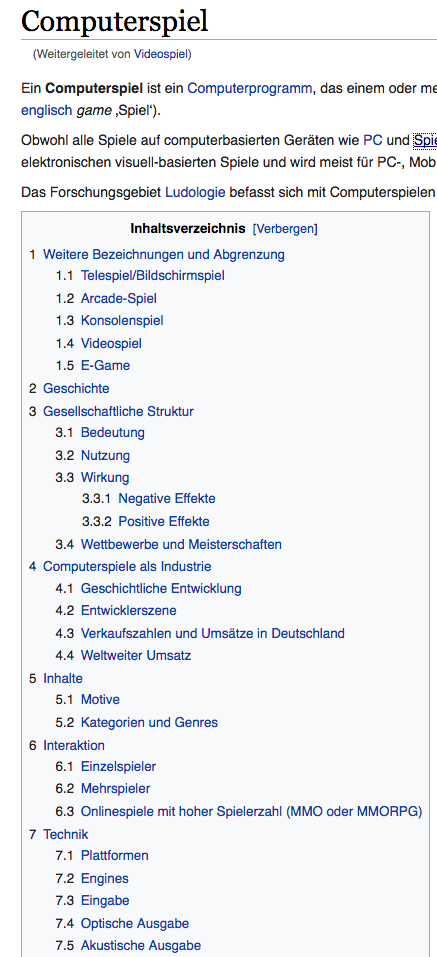 Computerspiel
(Weitergeleitet von Videospiel)
Ein Computerspiel ist ein Computerprogramm, das einem oder me
englisch game ‚Spiel‘).
Obwohl alle Spiele auf computerbasierten Geräten wie PC und Spie
elektronischen visuell-basierten Spiele und wird meist für PC-, Mob
Das Forschungsgebiet Ludologie befasst sich mit Computerspielen
Inhaltsverzeichnis [Verbergen]
1 Weitere Bezeichnungen und Abgrenzung
1.1 Telespiel/Bildschirmspiel
1.2 Arcade-Spiel
1.3 Konsolenspiel
1.4 Videospiel
1.5 E-Game
2 Geschichte
3 Gesellschaftliche Struktur
3.1 Bedeutung
3.2 Nutzung
3.3 Wirkung
3.3.1 Negative Effekte
3.3.2 Positive Effekte
3.4 Wettbewerbe und Meisterschaften
4 Computerspiele als Industrie
4.1 Geschichtliche Entwicklung
4.2 Entwicklerszene
4.3 Verkaufszahlen und Umsätze in Deutschland
4.4 Weltweiter Umsatz
5 Inhalte
5.1 Motive
5.2 Kategorien und Genres
6 Interaktion
6.1 Einzelspieler
6.2 Mehrspieler
6.3 Onlinespiele mit hoher Spielerzahl (MMO oder MMORPG)
7 Technik
7.1 Plattformen
7.2 Engines
7.3 Eingabe
7.4 Optische Ausgabe
7.5 Akustische Ausgabe